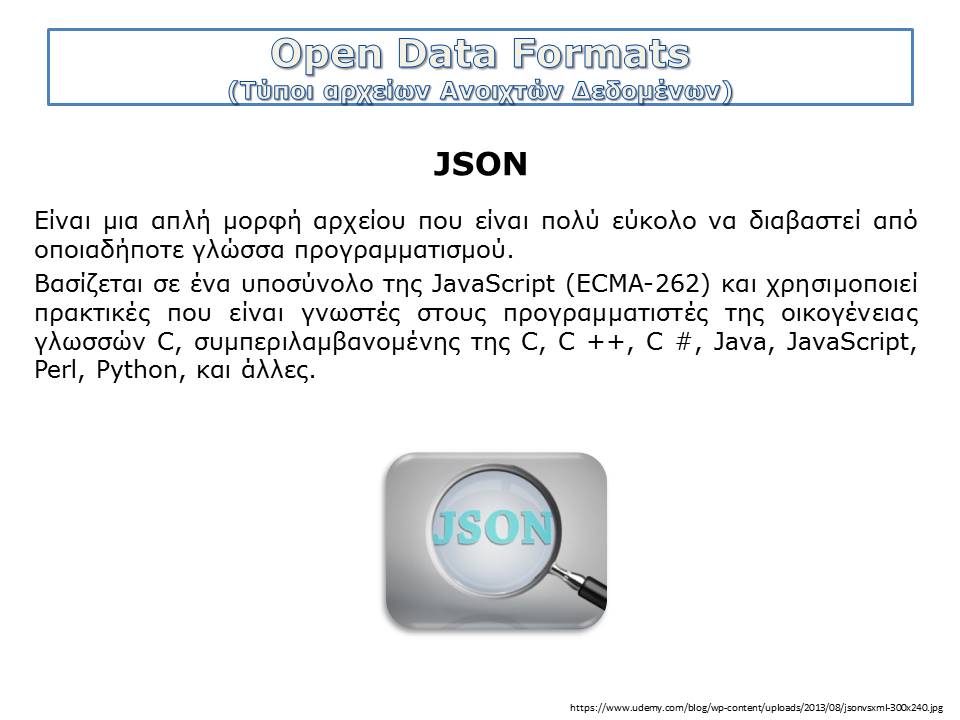 Open Data Formats
(Τύποι αρχείων Ανοιχτών Δεδομένων)
JSON
Είναι μια απλή μορφή αρχείου που είναι πολύ εύκολο να διαβαστεί από
οποιαδήποτε γλώσσα προγραμματισμού.
Βασίζεται σε ένα υποσύνολο της JavaScript (ECMA-262) και χρησιμοποιεί
πρακτικές που είναι γνωστές στους προγραμματιστές της οικογένειας
γλωσσών C, συμπεριλαμβανομένης της C, C ++, C #, Java, JavaScript,
Perl, Python, και άλλες.
JSON
https://www.udemy.com/blog/wp-content/uploads/2013/08/jsonvsxml-300x240.jpg